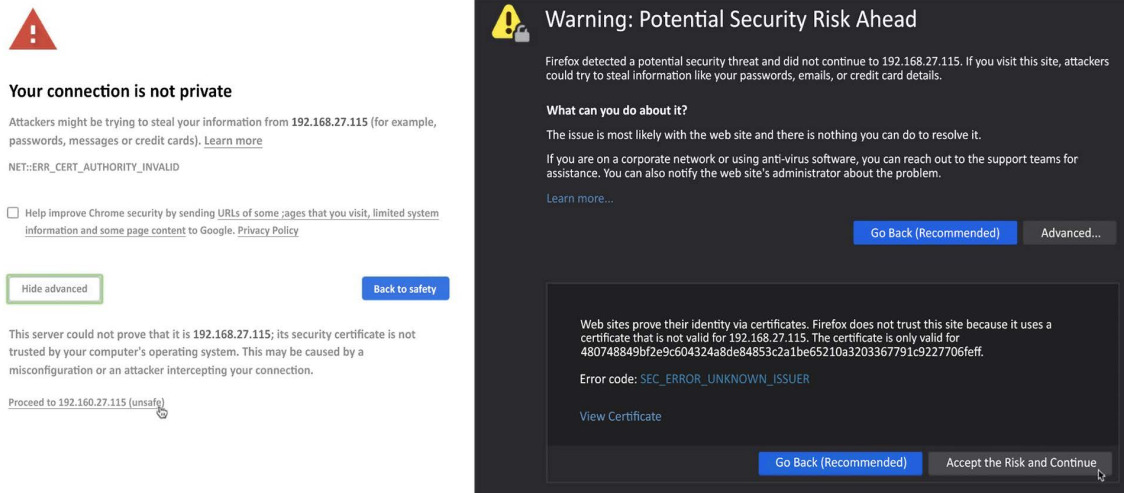 Your connection is not private
Attackers might be trying to steal your information from 192.168.27.115 (for example,
passwords, messages or credit cards). Learn more
NET::ERR_CERT_AUTHORITY_INVALID
Help improve Chrome security by sending URLs of some ;ages that you visit, limited system
information and some page content to Google. Privacy Policy
Hide advanced
Back to safety
This server could not prove that it is 192.168.27.115; its security certificate is not
trusted by your computer's operating system. This may be caused by a
misconfiguration or an attacker intercepting your connection.
Proceed to 192.160.27.115 (unsafe)
Warning: Potential Security Risk Ahead
Firefox detected a potential security threat and did not continue to 192.168.27.115. If you visit this site, attackers
could try to steal information like your passwords, emails, or credit card details.
What can you do about it?
The issue is most likely with the web site and there is nothing you can do to resolve it.
If you are on a corporate network or using anti-virus software, you can reach out to the support teams for
assistance. You can also notify the web site's administrator about the problem.
Learn more...
Go Back (Recommended)
Advanced...
Web sites prove their identity via certificates. Firefox does not trust this site because it uses a
certificate that is not valid for 192.168.27.115. The certificate is only valid for
480748849bf2e9c604324a8de84853c2a1be65210a3203367791c9227706feff.
Error code: SEC_ERROR_UNKNOWN_ISSUER
View Certificate
Go Back (Recommended)
Accept the Risk and Continue